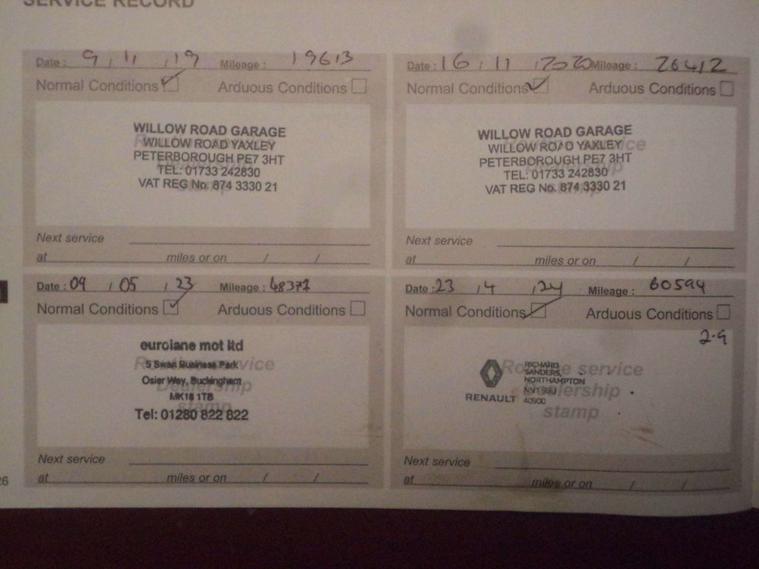 SERVICE RECORD
Date : 9 / 11 / 19 Mileage : 19613
Normal Conditions Arduous Conditions
WILLOW ROAD GARAGE
WILLOW ROAD YAXLEY
PETERBOROUGH PE7 3HT
TEL: 01733 242830
VAT REG No. 874 3330 21
Next service
at miles or on / /
Date : 16 / 11 / 2020 Mileage : 26412
Normal Conditions Arduous Conditions
WILLOW ROAD GARAGE
WILLOW ROAD YAXLEY
PETERBOROUGH PE7 3HT
TEL: 01733 242830
VAT REG No. 874 3330 21
Next service
at miles or on / /
Date : 09 / 05 / 23 Mileage :
Normal Conditions Arduous Conditions
eurolane mot ltd
5 Swan Business Park
Osier Way, Buckingham
MK18 1TB
Tel: 01280 822 822
Next service
at miles or on / /
Date : 23 / 4 / 24 Mileage : 60594
Normal Conditions Arduous Conditions
service
RENAULT
RICHARD
SANDERS,
NORTHAMPTON
dealership
stamp
Next service
at miles or on / /
26